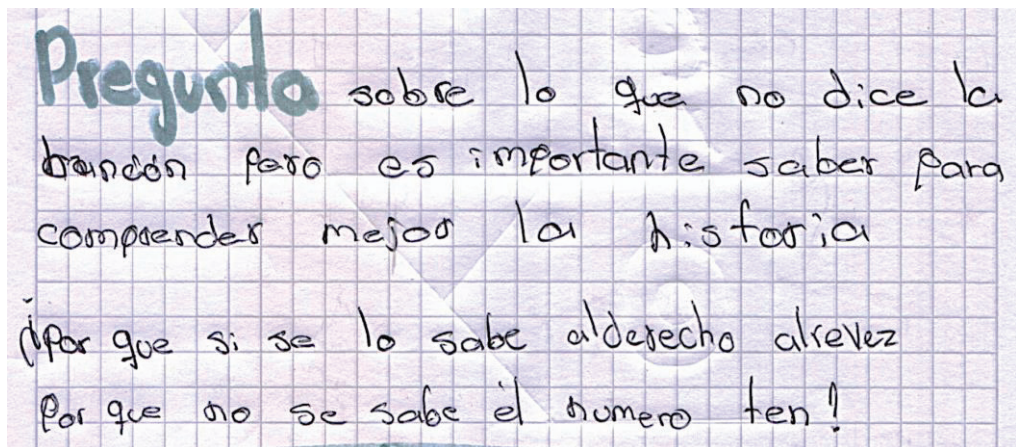 Pregunta sobre lo que no dice la
canción pero es importante saber para
comprender mejor la historia
¿Por que si se lo sabe alderecho alrevez
Por que no se sabe el numero ten!